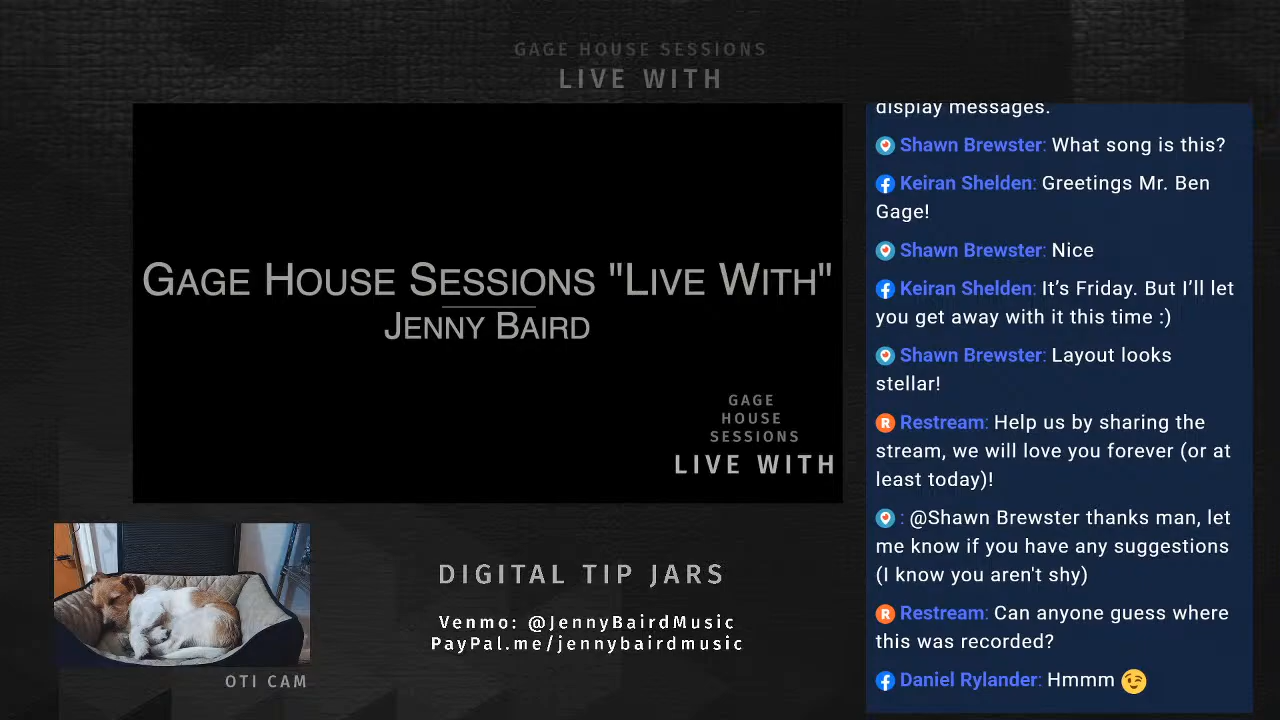 GAGE HOUSE SESSIONS
LIVE WITH
GAGE HOUSE SESSIONS "LIVE WITH"
JENNY BAIRD
GAGE
HOUSE
SESSIONS
LIVE WITH
display messages.
Shawn Brewster: What song is this?
Keiran Shelden: Greetings Mr. Ben
Gage!
Shawn Brewster: Nice
Keiran Shelden: It’s Friday. But I’ll let
you get away with it this time :)
Shawn Brewster: Layout looks
stellar!
R Restream: Help us by sharing the
stream, we will love you forever (or at
least today)!
: @Shawn Brewster thanks man, let
me know if you have any suggestions
(I know you aren't shy)
R Restream: Can anyone guess where
this was recorded?
Daniel Rylander: Hmmm 😉
OTI CAM
DIGITAL TIP JARS
Venmo: @JennyBairdMusic
PayPal.me/jennybairdmusic